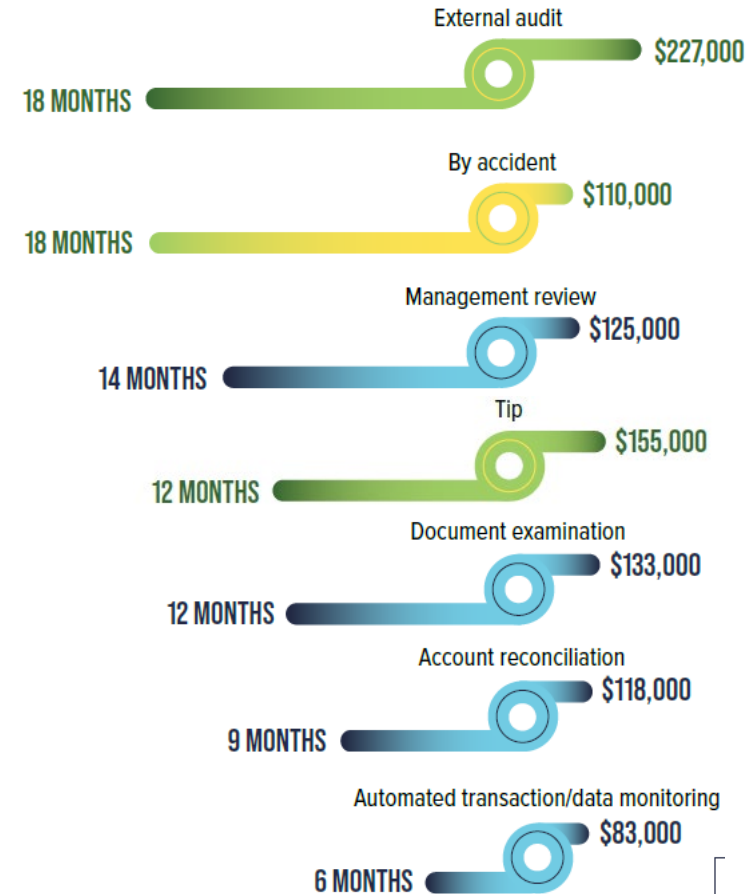 External audit
$227,000
18 MONTHS
By accident
$110,000
18 MONTHS
Management review
$125,000
14 MONTHS
Tip
$155,000
12 MONTHS
Document examination
$133,000
12 MONTHS
Account reconciliation
$118,000
9 MONTHS
Automated transaction/data monitoring
$83,000
6 MONTHS